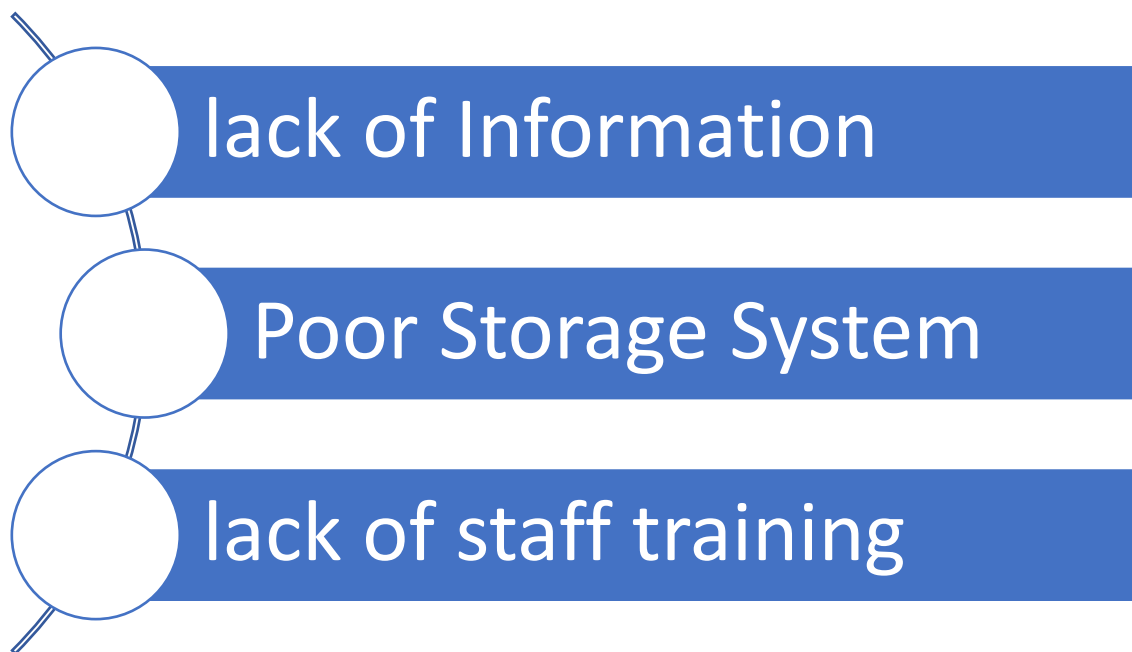 lack of Information
Poor Storage System
lack of staff training